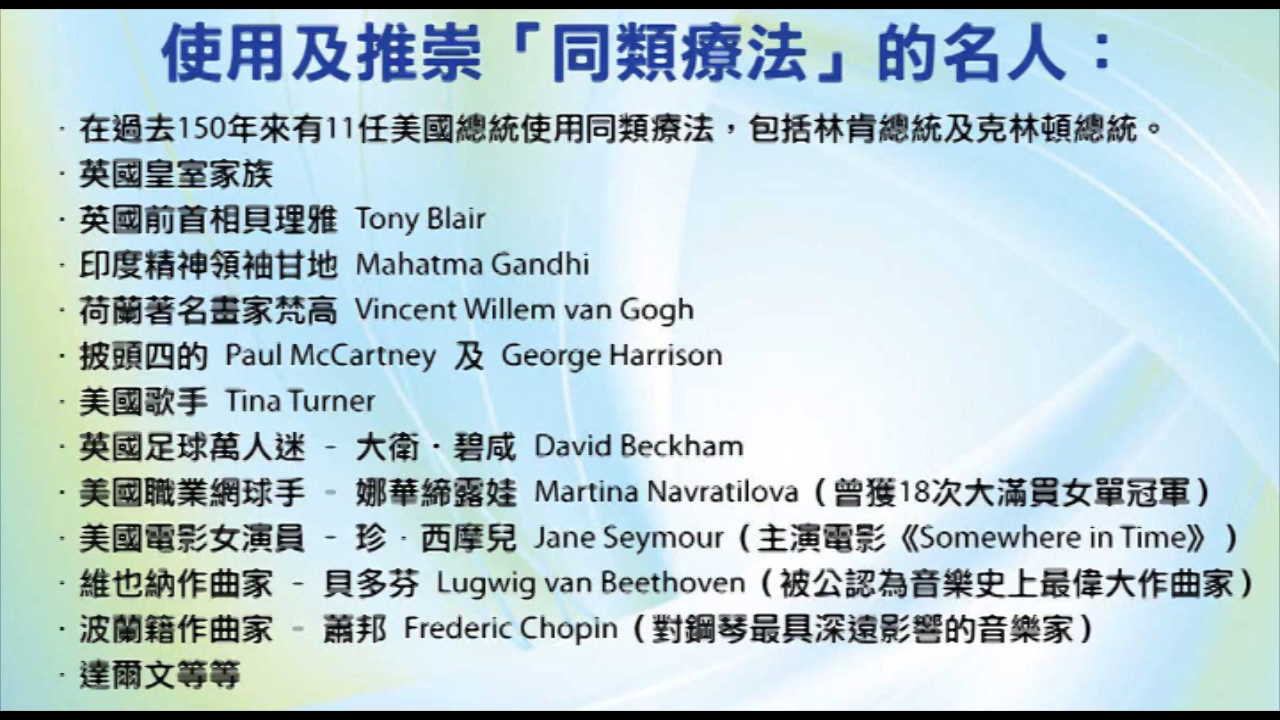 使用及推崇「同類療法」的名人：
· 在過去150年來有11任美國總統使用同類療法，包括林肯總統及克林頓總統。
· 英國皇室家族
· 英國前首相貝理雅 Tony Blair
· 印度精神領袖甘地 Mahatma Gandhi
· 荷蘭著名畫家梵高 Vincent Willem van Gogh
· 披頭四的 Paul McCartney 及 George Harrison
· 美國歌手 Tina Turner
· 英國足球萬人迷 - 大衛·碧咸 David Beckham
· 美國職業網球手 - 娜華締露娃 Martina Navratilova（曾獲18次大滿貫女單冠軍）
· 美國電影女演員 - 珍·西摩兒 Jane Seymour（主演電影《Somewhere in Time》）
· 維也納作曲家 - 貝多芬 Lugwig van Beethoven（被公認為音樂史上最偉大作曲家）
· 波蘭籍作曲家 - 蕭邦 Frederic Chopin（對鋼琴最具深遠影響的音樂家）
· 達爾文等等